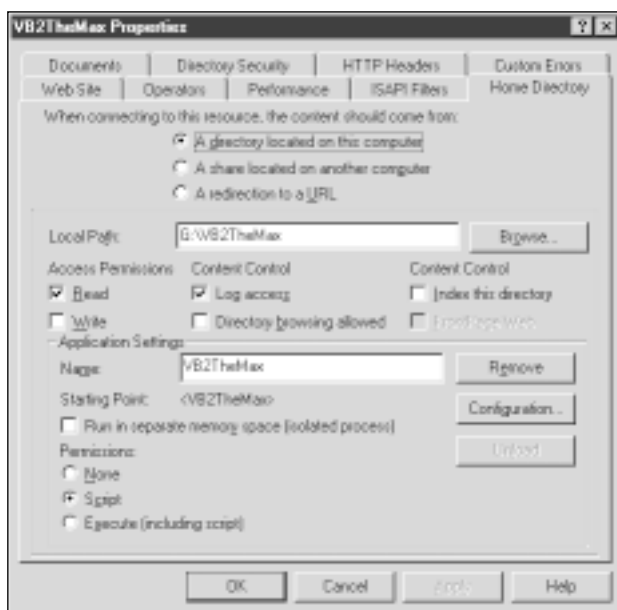 VB2TheMax Properties
Documents Directory Security HTTP Headers Custom Errors
Web Site Operators Performance ISAPI Filters Home Directory
When connecting to this resource, the content should come from:
A directory located on this computer
A share located on another computer
A redirection to a URL
Local Path: G:\VB2TheMax Browse...
Access Permissions Content Control Content Control
Read Log access Index this directory
Write Directory browsing allowed FrontPage Web
Application Settings
Name: VB2TheMax Remove
Starting Point: <VB2TheMax> Configuration...
Run in separate memory space (isolated process)
Permissions: Unload
None
Script
Execute (including script)
OK Cancel Apply Help